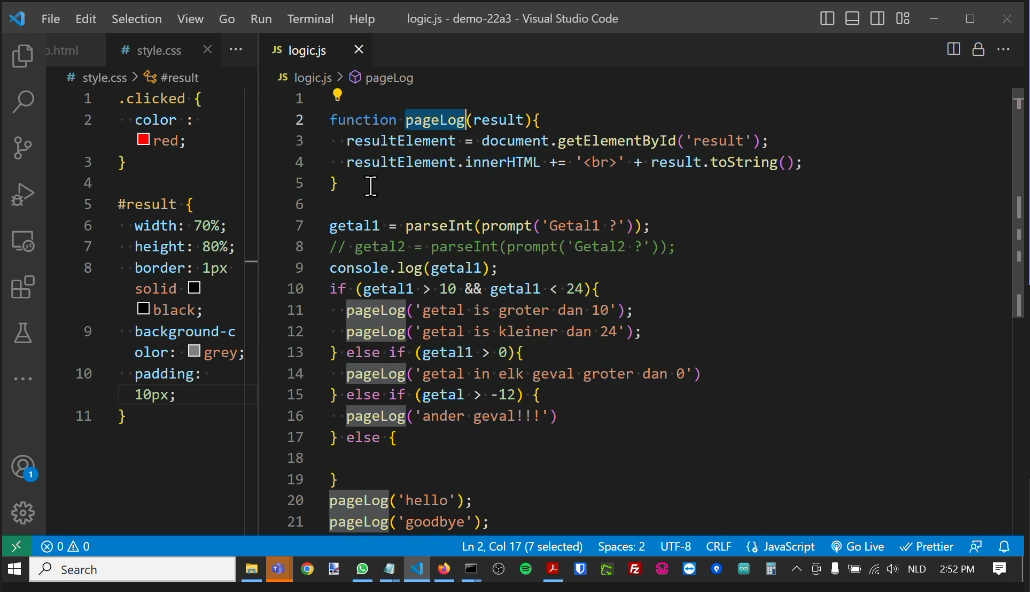 File Edit Selection View Go Run Terminal Help logic.js - demo-22a3 - Visual Studio Code
.html # style.css × ··· JS logic.js ×
# style.css > #result
JS logic.js > pageLog
1 .clicked {
2 color :
red;
3 }
4
5 #result {
6 width: 70%;
7 height: 80%;
8 border: 1px
solid
black;
9 background-c
olor: grey;
10 padding:
10px;
11 }
1
2 function pageLog(result){
3 resultElement = document.getElementById('result');
4 resultElement.innerHTML += '<br>' + result.toString();
5 }
6
7 getal1 = parseInt(prompt('Getal1 ?'));
8 // getal2 = parseInt(prompt('Getal2 ?'));
9 console.log(getal1);
10 if (getal1 > 10 && getal1 < 24){
11 pageLog('getal is groter dan 10');
12 pageLog('getal is kleiner dan 24');
13 } else if (getal1 > 0){
14 pageLog('getal in elk geval groter dan 0')
15 } else if (getal > -12) {
16 pageLog('ander geval!!!')
17 } else {
18
19 }
20 pageLog('hello');
21 pageLog('goodbye');
1
0 0 Ln 2, Col 17 (7 selected) Spaces: 2 UTF-8 CRLF JavaScript Go Live Prettier
Search NLD 2:52 PM